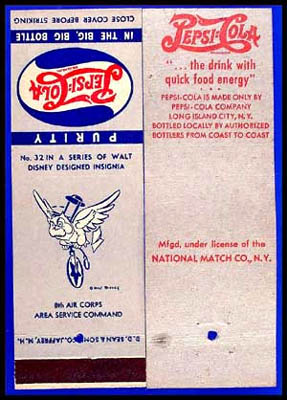 CLOSE COVER BEFORE STRIKING
IN THE BIG, BIG BOTTLE
PEPSI-COLA
PURITY
No. 32 IN A SERIES OF WALT
DISNEY DESIGNED INSIGNIA
8th AIR CORPS
AREA SERVICE COMMAND
D.D. BEAN & SONS CO., JAFFREY, N.H.
PEPSI-COLA
"... the drink with
quick food energy"
PEPSI-COLA IS MADE ONLY BY
PEPSI-COLA COMPANY
LONG ISLAND CITY, N.Y.
BOTTLED LOCALLY BY AUTHORIZED
BOTTLERS FROM COAST TO COAST
Mfgd, under license of the
NATIONAL MATCH CO., N.Y.